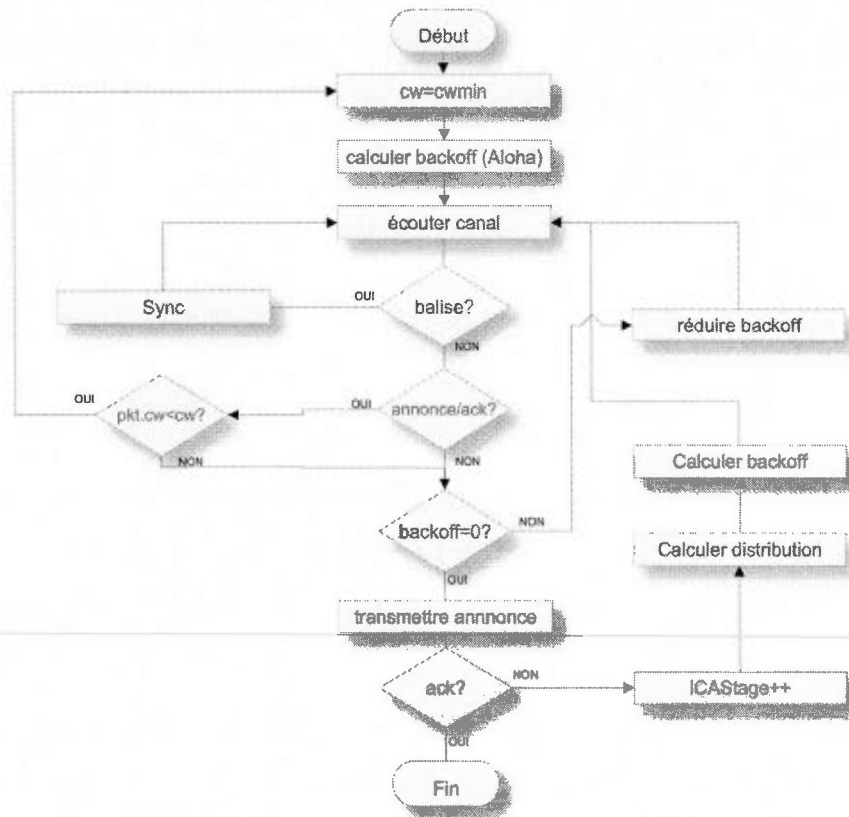 Début
cw=cwmin
calculer backoff (Aloha)
écouter canal
OUI
balise?
Sync
réduire backoff
NON
OUI
pkt.cw<cw?
OUI
annonce/ack?
NON
NON
Calculer backoff
backoff=0?
NON
Calculer distribution
OUI
transmettre annnonce
ack?
NON
ICAStage++
OUI
Fin